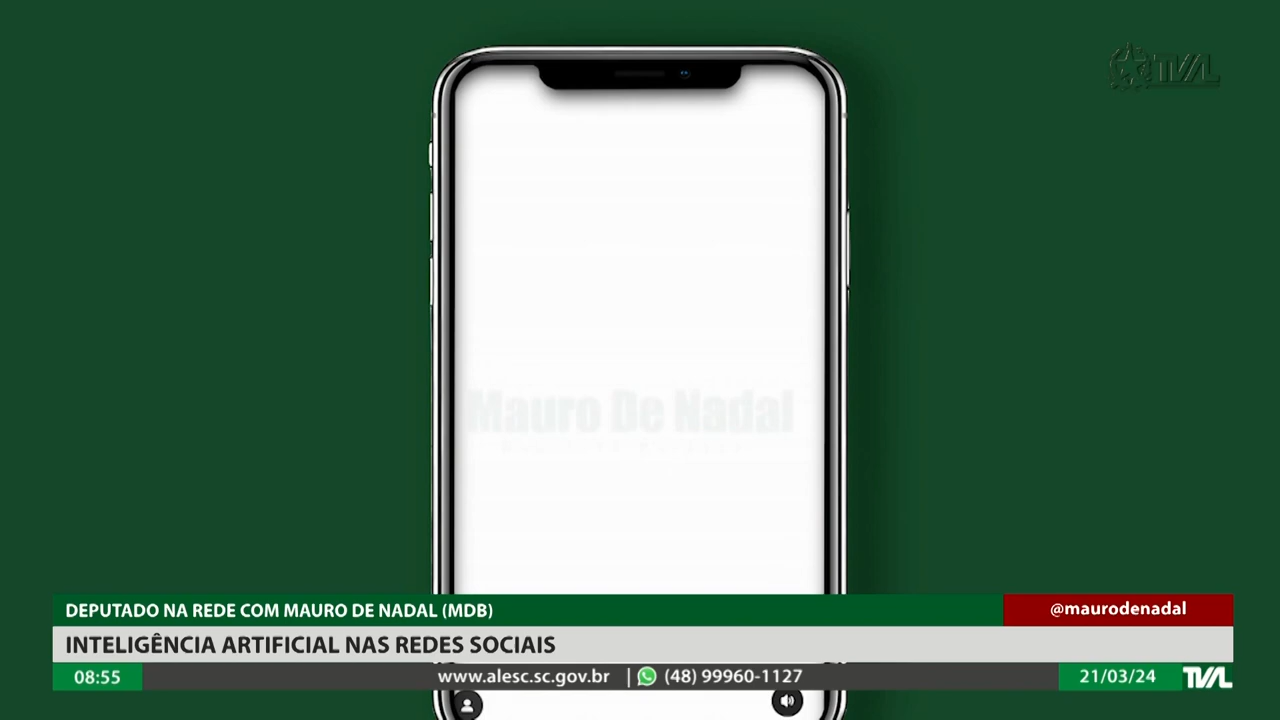 TVAL
Mauro De Nadal
DEPUTADO NA REDE COM MAURO DE NADAL (MDB)
@maurodenadal
INTELIGÊNCIA ARTIFICIAL NAS REDES SOCIAIS
08:55
www.alesc.sc.gov.br | (48) 99960-1127
21/03/24
TVAL